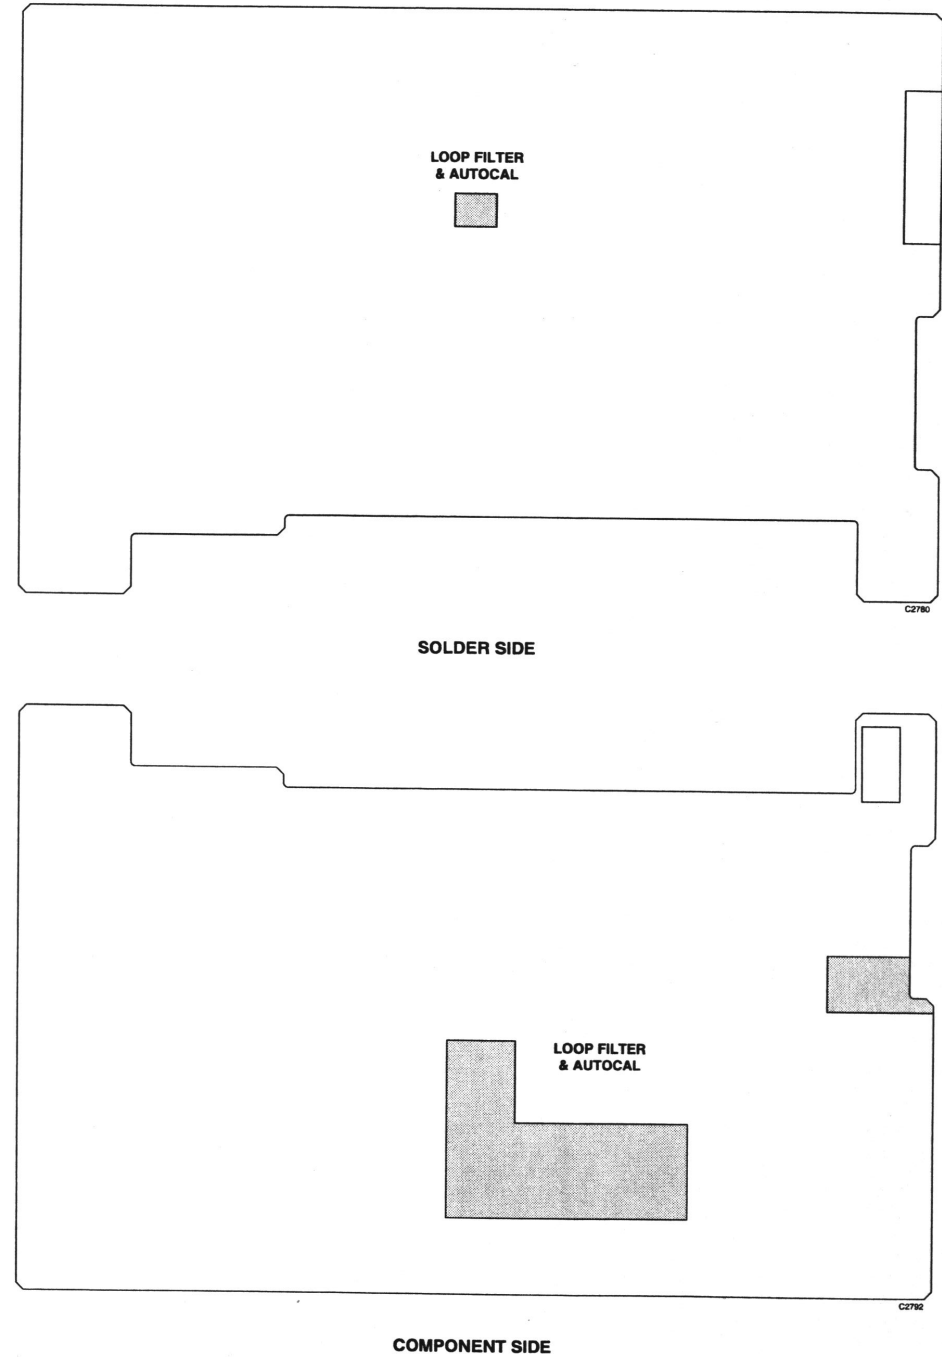 LOOP FILTER
& AUTOCAL
C2780
SOLDER SIDE
LOOP FILTER
& AUTOCAL
C2792
COMPONENT SIDE